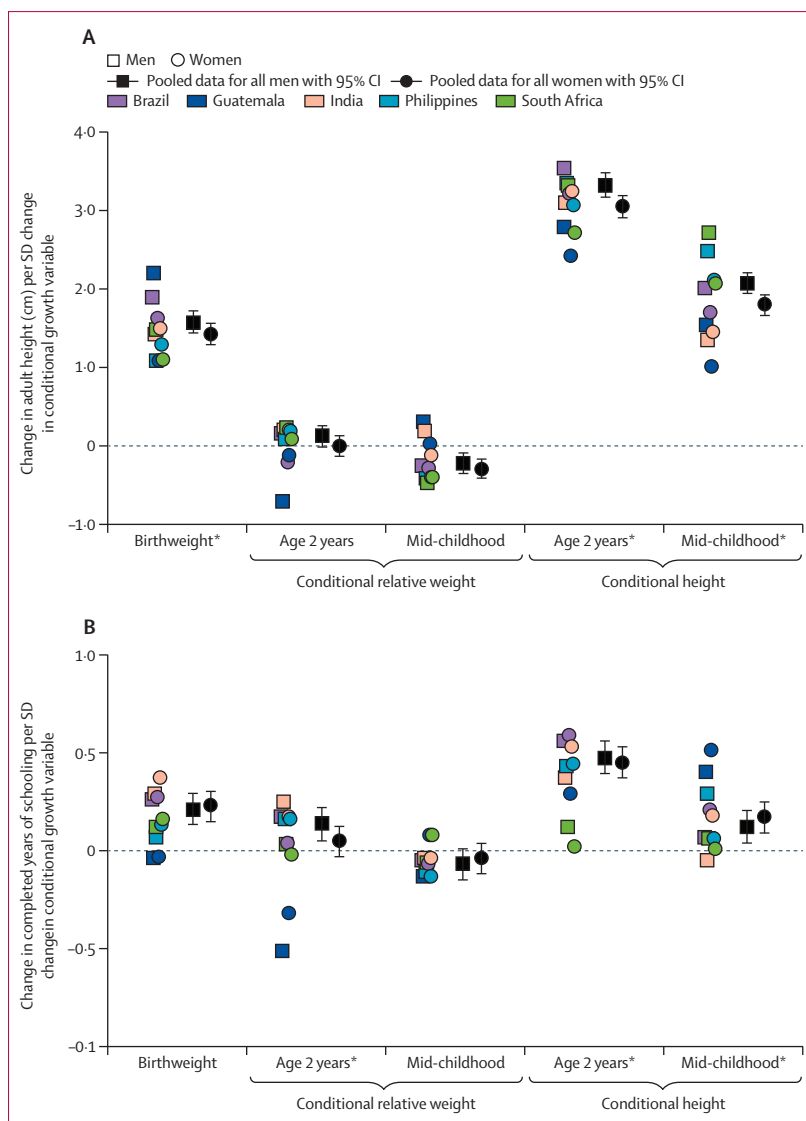 A
Men Women
Pooled data for all men with 95% CI Pooled data for all women with 95% CI
Brazil Guatemala India Philippines South Africa
Change in adult height (cm) per SD change
in conditional growth variable
4·0
3·0
2·0
1·0
0
–1·0
Birthweight* Age 2 years Mid-childhood Age 2 years* Mid-childhood*
Conditional relative weight Conditional height
B
Change in completed years of schooling per SD
changein conditional growth variable
1·0
0·5
0
–0·5
–0·1
Birthweight Age 2 years* Mid-childhood Age 2 years* Mid-childhood*
Conditional relative weight Conditional height